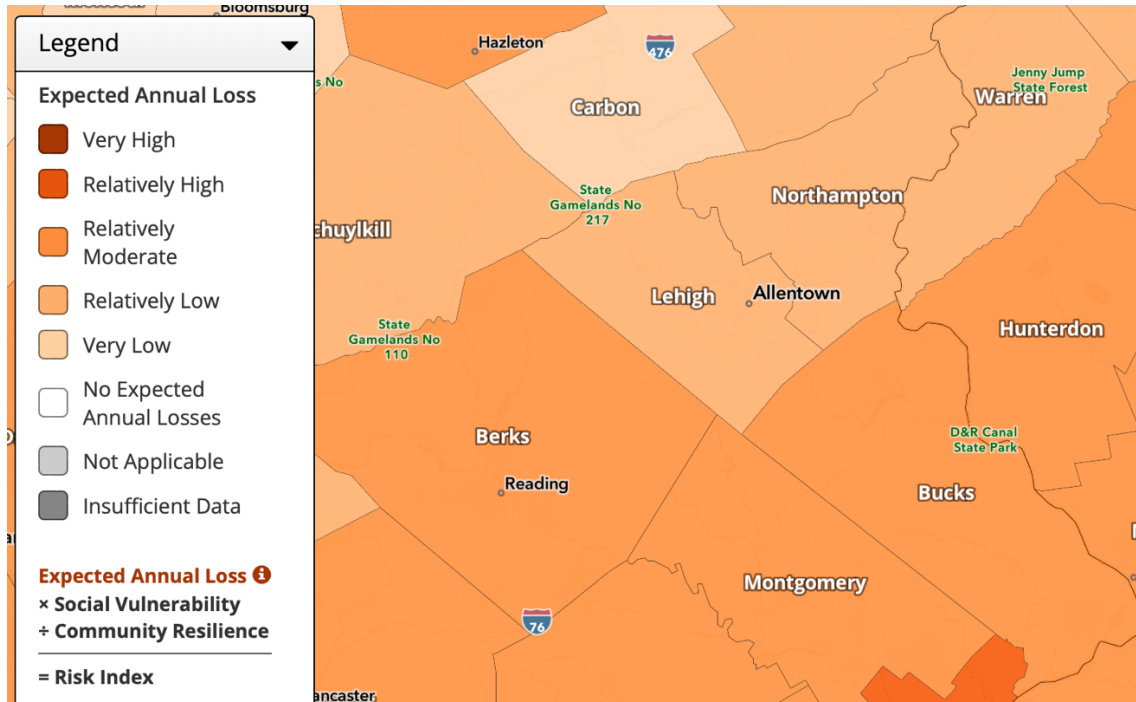 Bloomsburg
Legend
Expected Annual Loss
Very High
Relatively High
Relatively
Moderate
Relatively Low
Very Low
No Expected
Annual Losses
Not Applicable
Insufficient Data
Expected Annual Loss
× Social Vulnerability
÷ Community Resilience
= Risk Index
Hazleton
476
s No
Carbon
Jenny Jump
State Forest
Warren
State
Gamelands No
217
Northampton
chuylkill
Lehigh
Allentown
Hunterdon
State
Gamelands No
110
Berks
Reading
D&R Canal
State Park
Bucks
Montgomery
76
ancaster